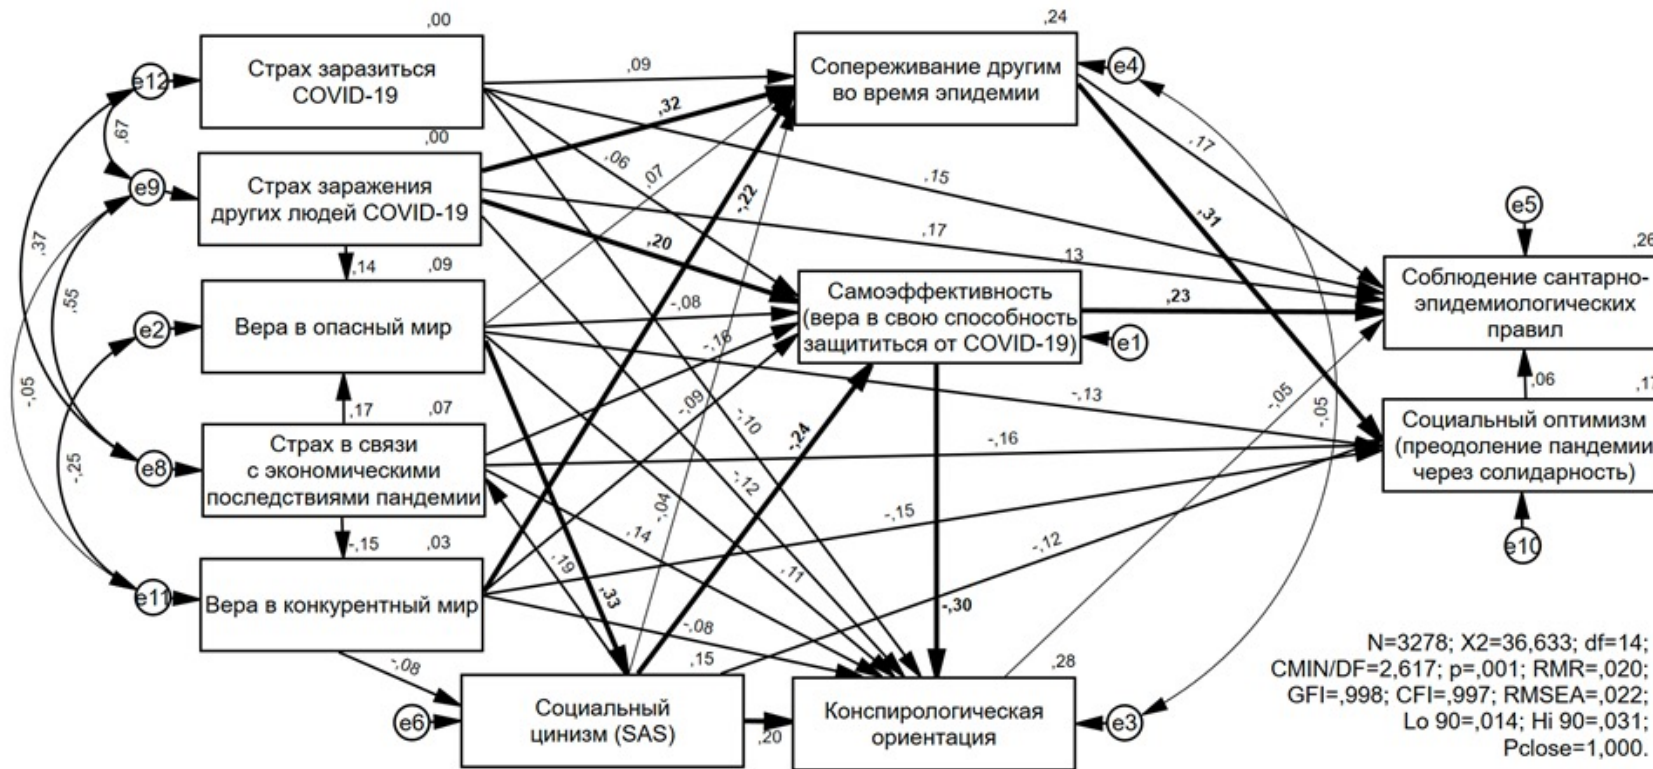 ,00
Страх заразиться
COVID-19
e12
,67
,00
Страх заражения
других людей COVID-19
e9
,14
,09
Вера в опасный мир
e2
,17
,07
Страх в связи
с экономическими
последствиями пандемии
e8
-,15
,03
Вера в конкурентный мир
e11
,37
,55
-,05
-,25
-,08
,15
Социальный
цинизм (SAS)
e6
,20
,28
Конспирологическая
ориентация
e3
,24
Сопереживание другим
во время эпидемии
e4
,09
,32
,06
,07
-,22
,15
,20
,17
,13
Самоэффективность
(вера в свою способность
защититься от COVID-19)
e1
-,08
-,16
-,09
-,10
-,13
-,24
-,16
-,12
-,04
,14
-,15
,19
,11
-,12
,33
-,08
-,30
,17
,31
,23
-,05
-,05
e5
,26
Соблюдение сантарно-
эпидемиологических
правил
,06
,17
Социальный оптимизм
(преодоление пандемии
через солидарность)
e10
N=3278; X2=36,633; df=14;
CMIN/DF=2,617; p=,001; RMR=,020;
GFI=,998; CFI=,997; RMSEA=,022;
Lo 90=,014; Hi 90=,031;
Pclose=1,000.